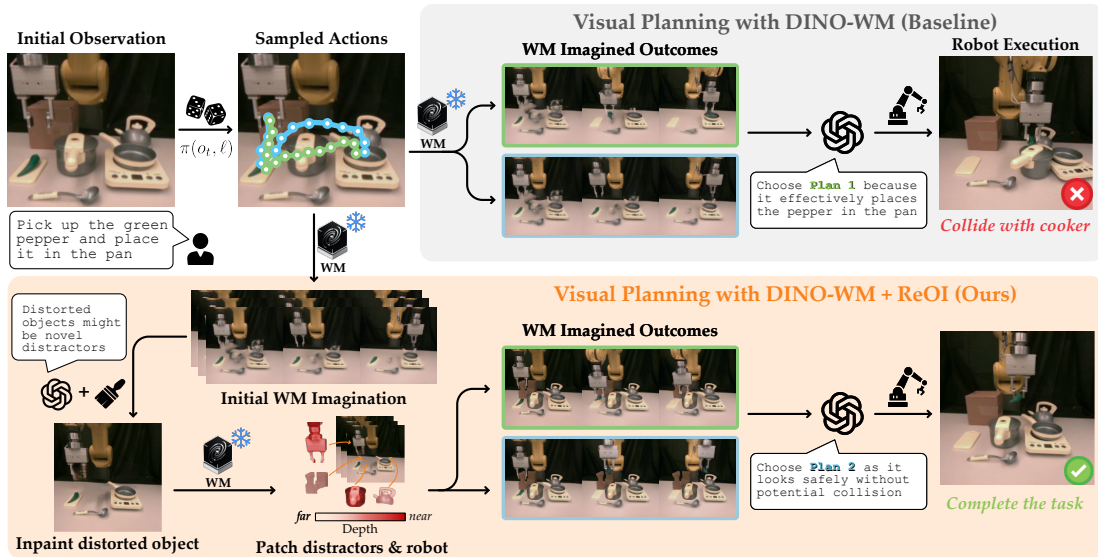 Visual Planning with DINO-WM (Baseline)
Initial Observation
Sampled Actions
WM Imagined Outcomes
Robot Execution
π(o_t, ℓ)
WM
Choose Plan 1 because
it effectively places
the pepper in the pan
Collide with cooker
Pick up the green
pepper and place
it in the pan
WM
Visual Planning with DINO-WM + ReOI (Ours)
Distorted
objects might
be novel
distractors
WM Imagined Outcomes
+
Initial WM Imagination
WM
Choose Plan 2 as it
looks safely without
potential collision
far
near
Depth
Complete the task
Inpaint distorted object
Patch distractors & robot